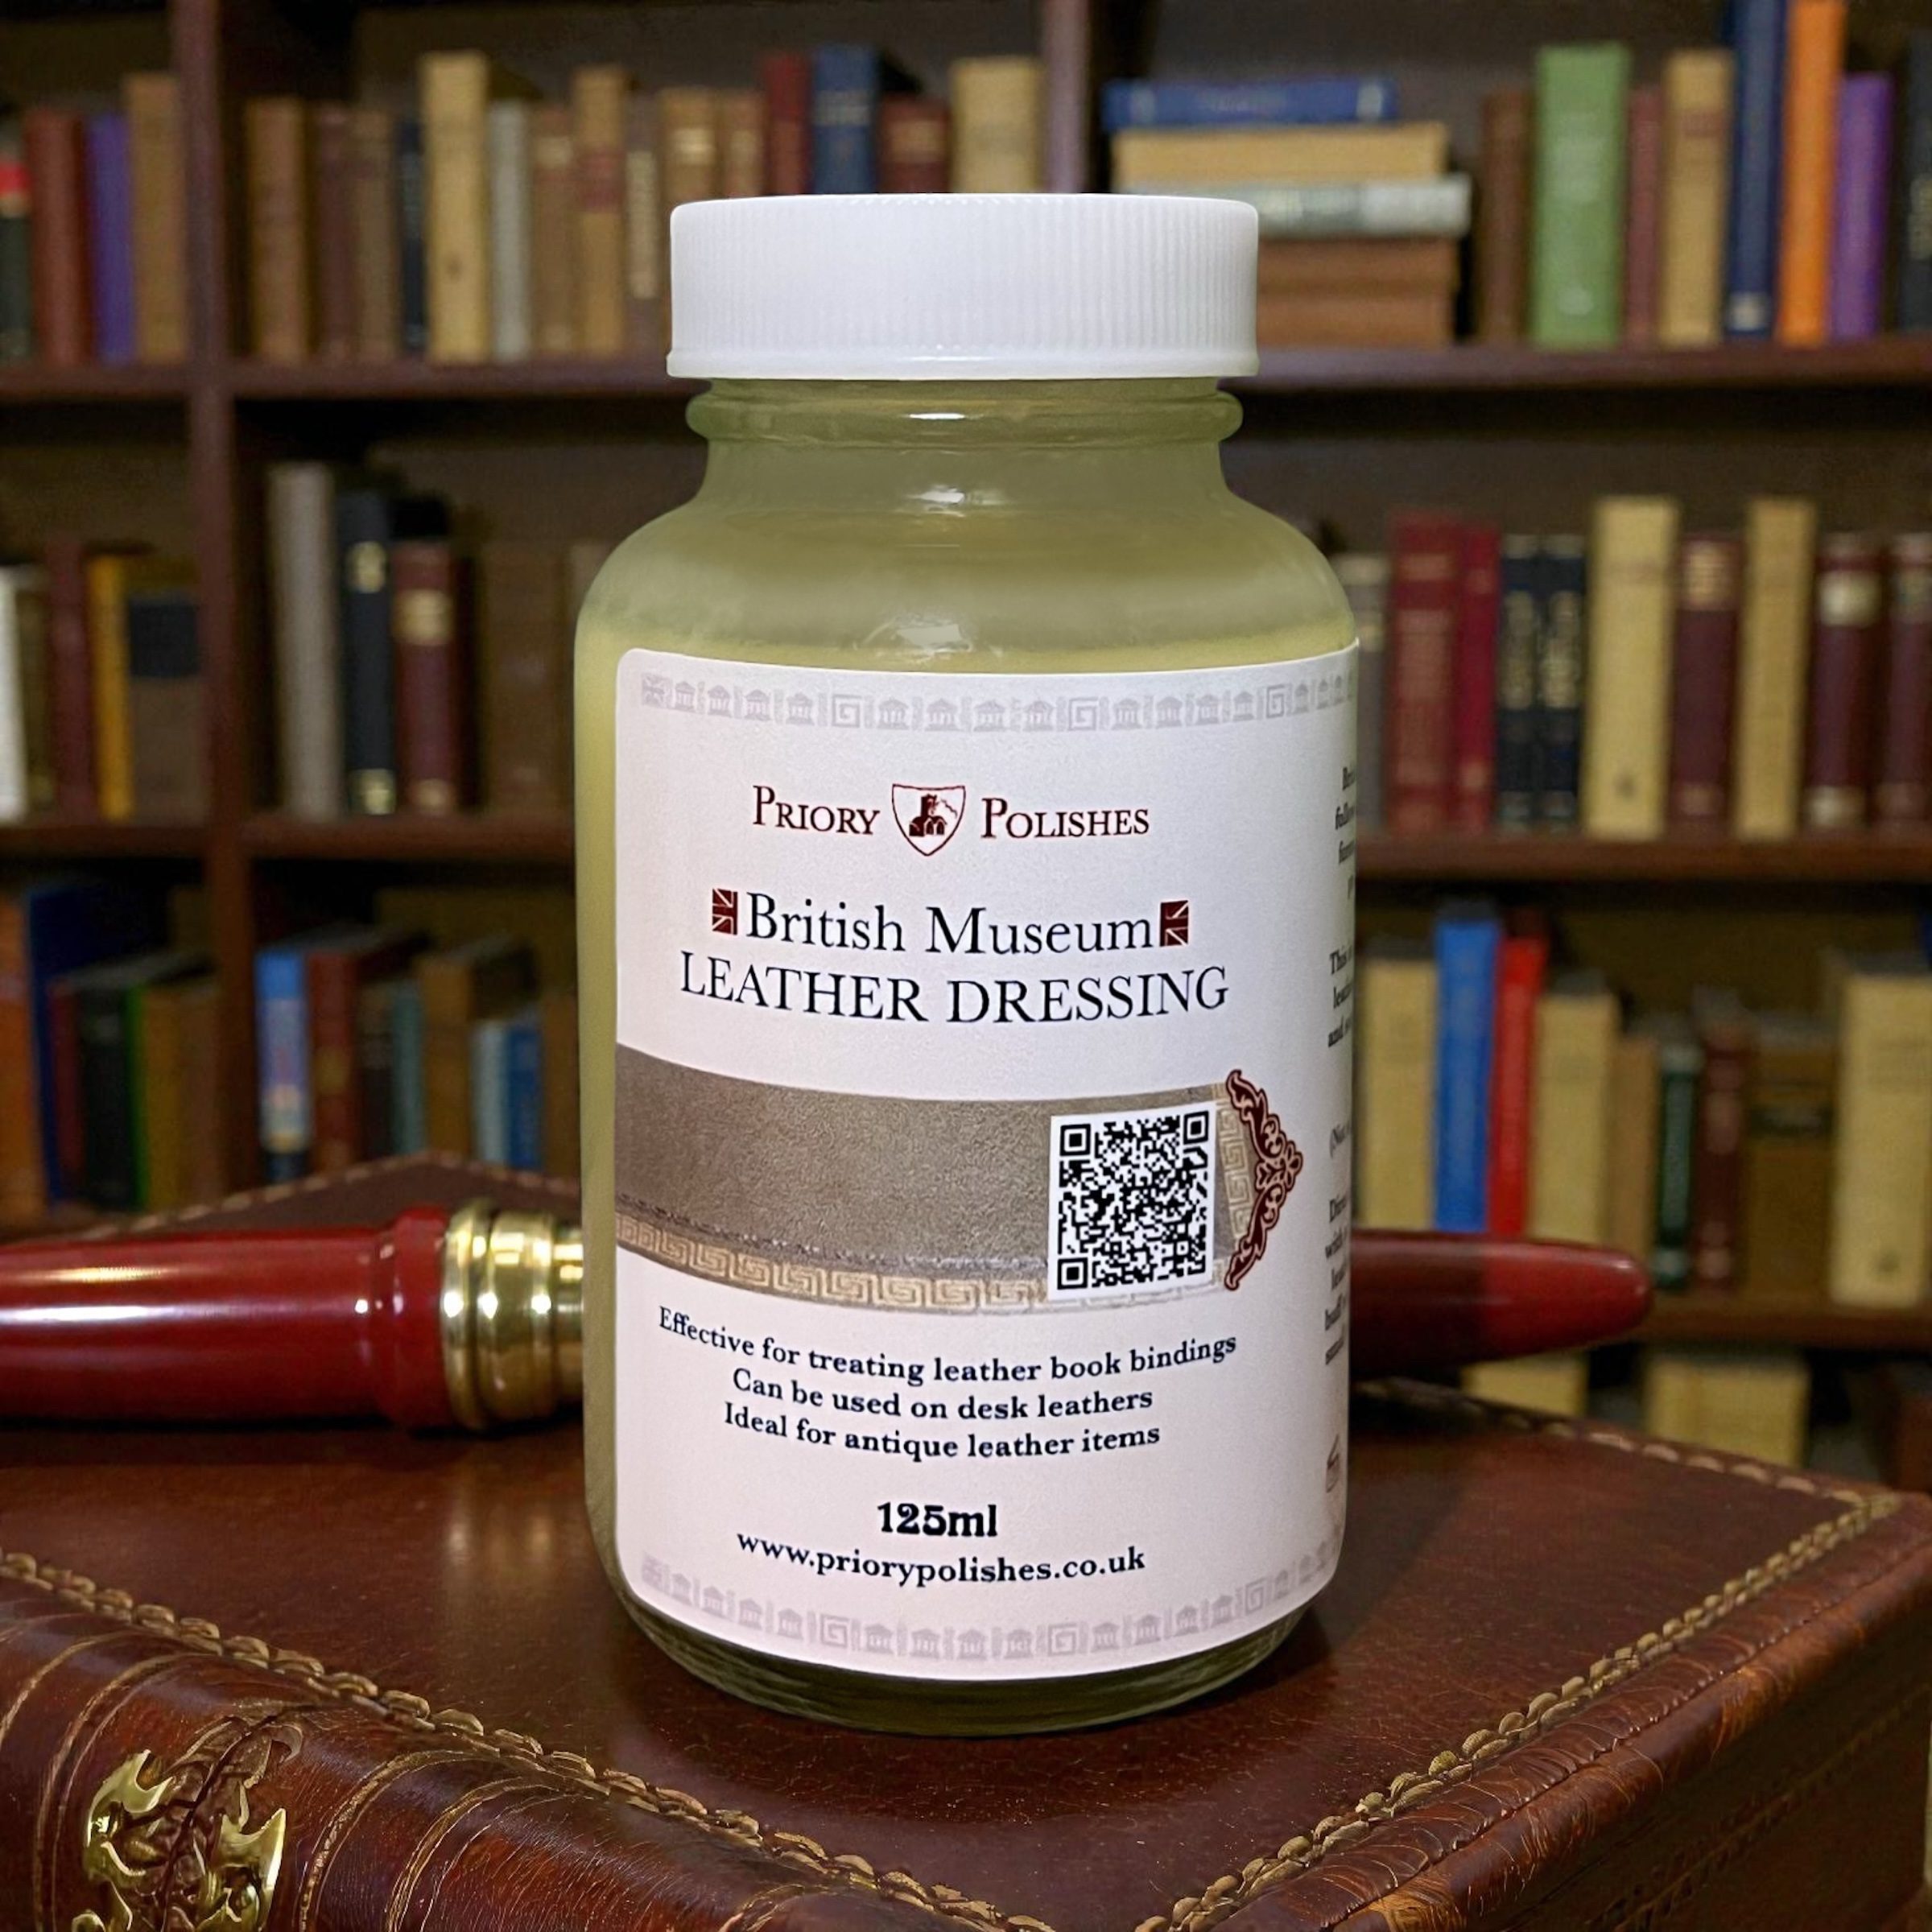 PRIORY POLISHES
British Museum
LEATHER DRESSING
Effective for treating leather book bindings
Can be used on desk leathers
Ideal for antique leather items
125ml
www.priorypolishes.co.uk